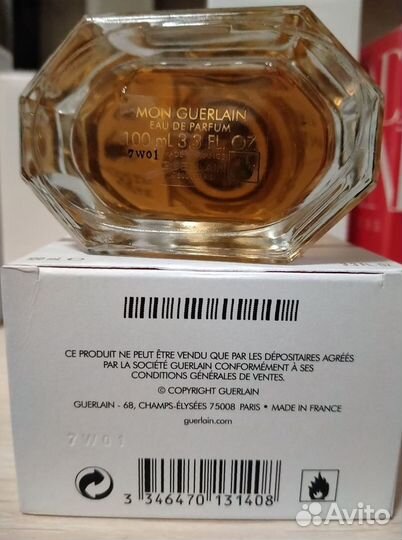 MON GUERLAIN
EAU DE PARFUM
100 mL 3.3 FL. OZ
7W01
CE PRODUIT NE PEUT ÊTRE VENDU QUE PAR LES DÉPOSITAIRES AGRÉÉS
PAR LA SOCIÉTÉ GUERLAIN CONFORMÉMENT À SES
CONDITIONS GÉNÉRALES DE VENTES.
© COPYRIGHT GUERLAIN
GUERLAIN - 68, CHAMPS-ÉLYSÉES 75008 PARIS • MADE IN FRANCE
guerlain.com
7W01
3 346470 131408
Avito